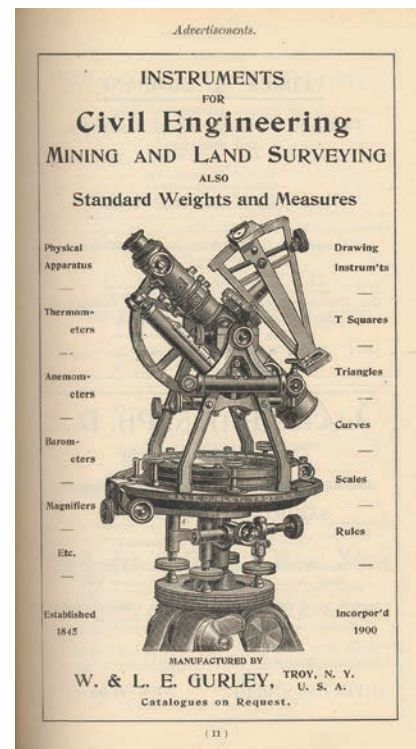 Advertisements.
INSTRUMENTS
FOR
Civil Engineering
MINING AND LAND SURVEYING
ALSO
Standard Weights and Measures
Physical
Apparatus
Thermom-
eters
Anemom-
eters
Barom-
eters
Magnifiers
Etc.
Established
1845
Drawing
Instrum'ts
T Squares
Triangles
Curves
Scales
Rules
Incorpor'd
1900
W. & L. E. GURLEY, TROY, N.Y.
MANUFACTURED BY
W. & L. E. GURLEY, TROY, N. Y.
U. S. A.
Catalogues on Request.
( 11 )